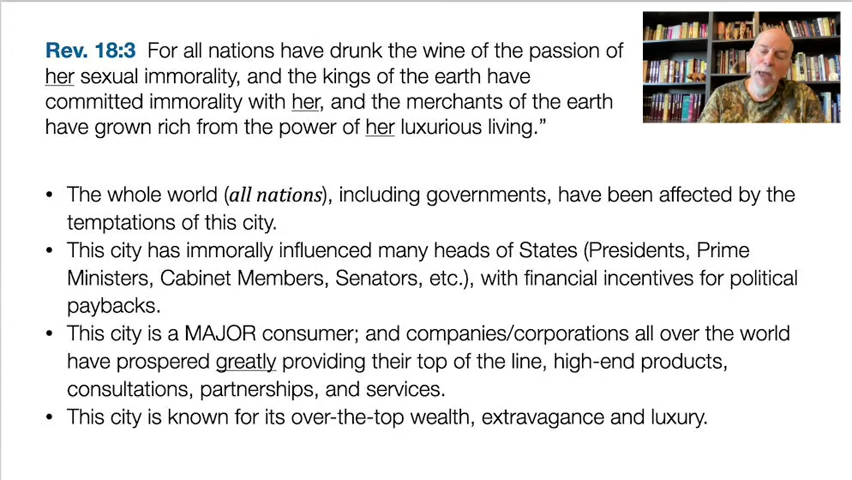 Rev. 18:3 For all nations have drunk the wine of the passion of
her sexual immorality, and the kings of the earth have
committed immorality with her, and the merchants of the earth
have grown rich from the power of her luxurious living.”
• The whole world (all nations), including governments, have been affected by the
temptations of this city.
• This city has immorally influenced many heads of States (Presidents, Prime
Ministers, Cabinet Members, Senators, etc.), with financial incentives for political
paybacks.
• This city is a MAJOR consumer; and companies/corporations all over the world
have prospered greatly providing their top of the line, high-end products,
consultations, partnerships, and services.
• This city is known for its over-the-top wealth, extravagance and luxury.